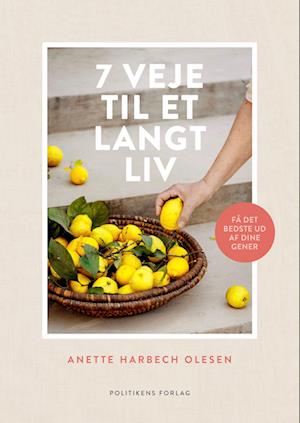 7 VEJE
TIL ET
LANGT
LIV
FÅ DET
BEDSTE UD
AF DINE
GENER
ANETTE HARBECH OLESEN
POLITIKENS FORLAG